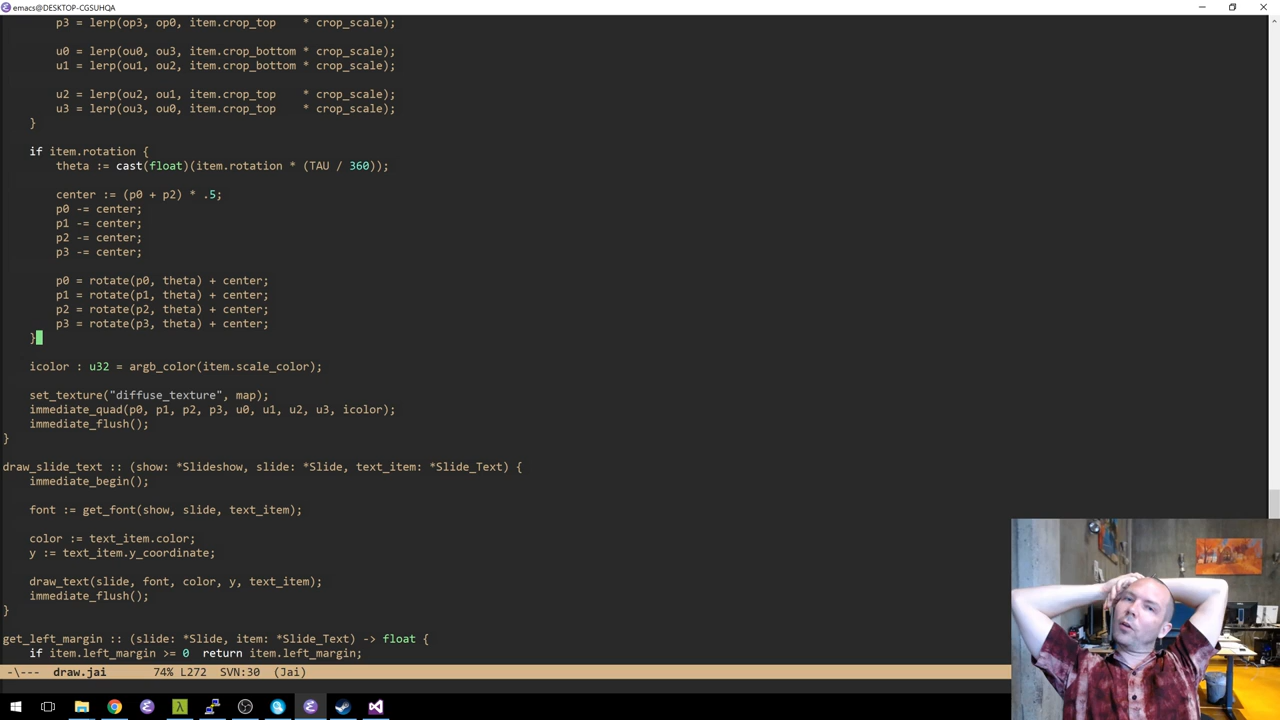 emacs@DESKTOP-CGSUHQA
p3 = lerp(op3, op0, item.crop_top    * crop_scale);
u0 = lerp(ou0, ou3, item.crop_bottom * crop_scale);
u1 = lerp(ou1, ou2, item.crop_bottom * crop_scale);
u2 = lerp(ou2, ou1, item.crop_top    * crop_scale);
u3 = lerp(ou3, ou0, item.crop_top    * crop_scale);
}
if item.rotation {
theta := cast(float)(item.rotation * (TAU / 360));
center := (p0 + p2) * .5;
p0 -= center;
p1 -= center;
p2 -= center;
p3 -= center;
p0 = rotate(p0, theta) + center;
p1 = rotate(p1, theta) + center;
p2 = rotate(p2, theta) + center;
p3 = rotate(p3, theta) + center;
}
icolor : u32 = argb_color(item.scale_color);
set_texture("diffuse_texture", map);
immediate_quad(p0, p1, p2, p3, u0, u1, u2, u3, icolor);
immediate_flush();
}
draw_slide_text :: (show: *Slideshow, slide: *Slide, text_item: *Slide_Text) {
immediate_begin();
font := get_font(show, slide, text_item);
color := text_item.color;
y := text_item.y_coordinate;
draw_text(slide, font, color, y, text_item);
immediate_flush();
}
get_left_margin :: (slide: *Slide, item: *Slide_Text) -> float {
if item.left_margin >= 0  return item.left_margin;
-\---  draw.jai       74% L272   SVN:30  (Jai)